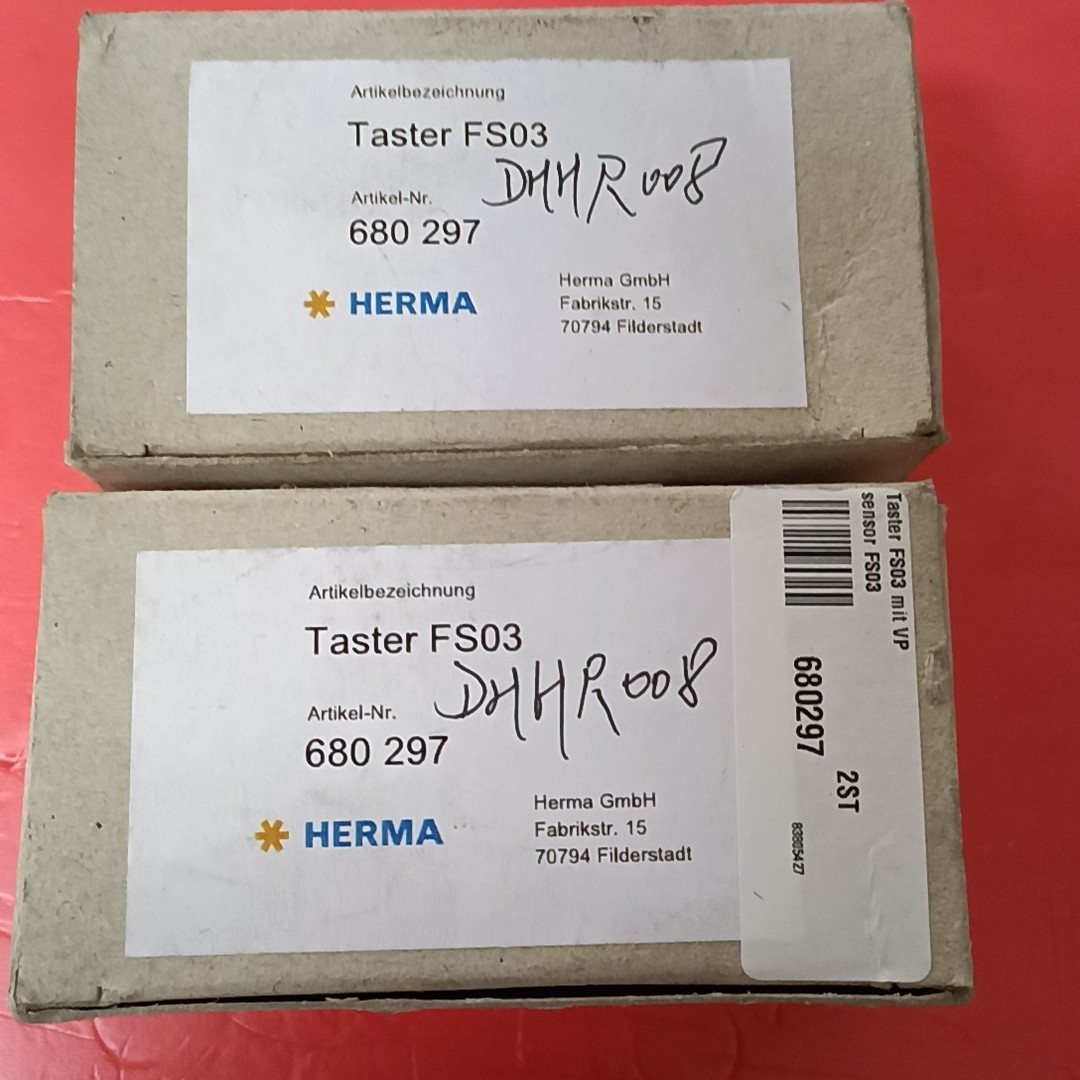 Artikelbezeichnung
Taster FS03
DHHR008
Artikel-Nr.
680 297
HERMA
Herma GmbH
Fabrikstr. 15
70794 Filderstadt
Artikelbezeichnung
Taster FS03
DHHR008
Artikel-Nr.
680 297
HERMA
Herma GmbH
Fabrikstr. 15
70794 Filderstadt
Taster FS03 mit VP
sensor FS03
680297
2ST